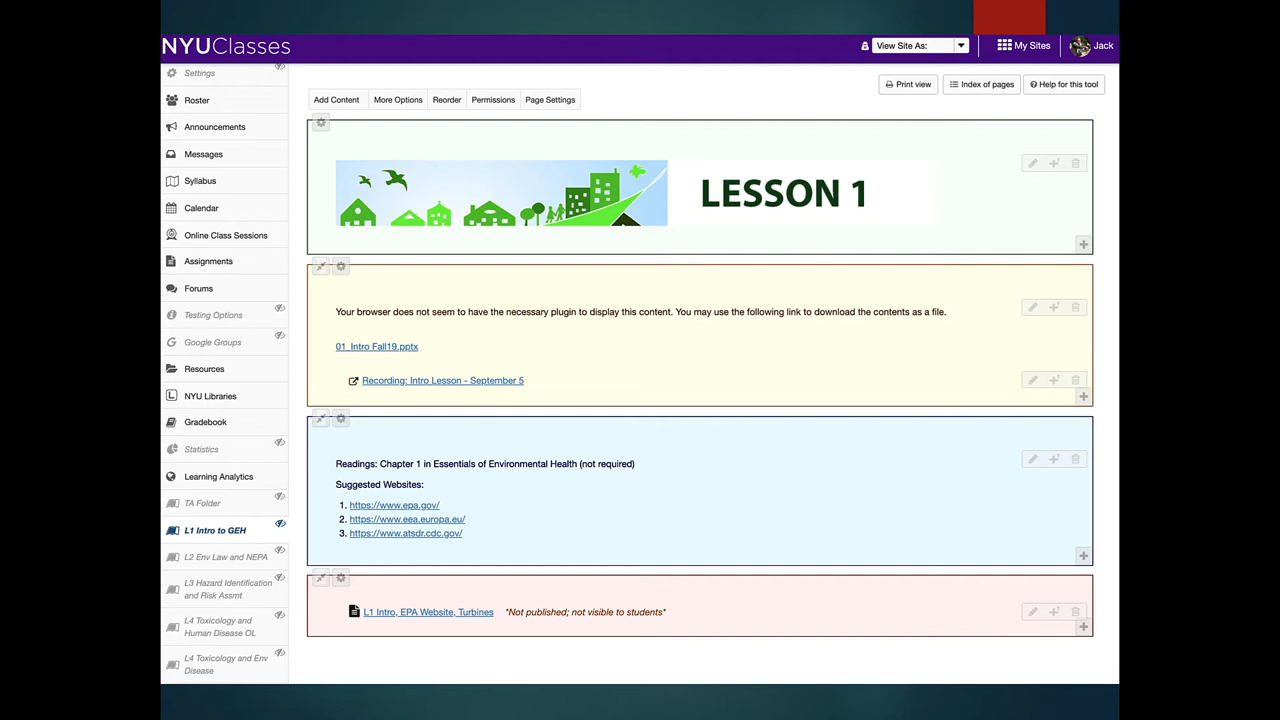 NYUClasses
View Site As:
My Sites
Jack
Settings
Roster
Announcements
Messages
Syllabus
Calendar
Online Class Sessions
Assignments
Forums
Testing Options
Google Groups
Resources
NYU Libraries
Gradebook
Statistics
Learning Analytics
TA Folder
L1 Intro to GEH
L2 Env Law and NEPA
L3 Hazard Identification
and Risk Assmt
L4 Toxicology and
Human Disease OL
L4 Toxicology and Env
Disease
Print view
Index of pages
Help for this tool
Add Content
More Options
Reorder
Permissions
Page Settings
LESSON 1
Your browser does not seem to have the necessary plugin to display this content. You may use the following link to download the contents as a file.
01_Intro Fall19.pptx
Recording: Intro Lesson - September 5
Readings: Chapter 1 in Essentials of Environmental Health (not required)
Suggested Websites:
1. https://www.epa.gov/
2. https://www.eea.europa.eu/
3. https://www.atsdr.cdc.gov/
L1 Intro, EPA Website, Turbines *Not published; not visible to students*